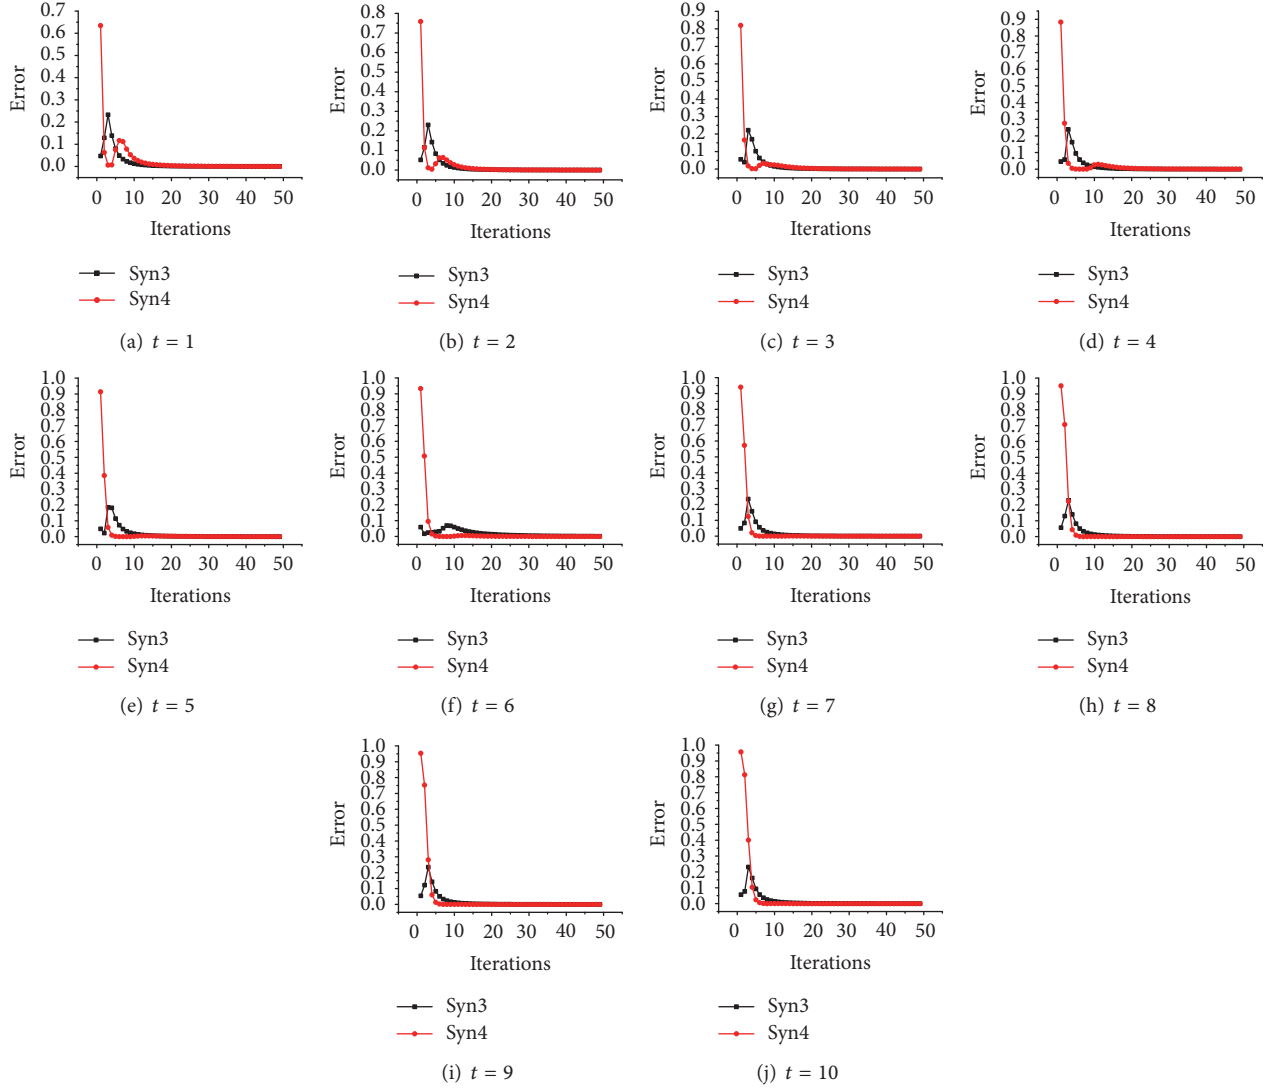 0.7
0.6
0.5
0.4
0.3
0.2
0.1
0.0
Error
0 10 20 30 40 50
Iterations
Syn3
Syn4
(a) t = 1
0.8
0.7
0.6
0.5
0.4
0.3
0.2
0.1
0.0
Error
0 10 20 30 40 50
Iterations
Syn3
Syn4
(b) t = 2
0.9
0.8
0.7
0.6
0.5
0.4
0.3
0.2
0.1
0.0
Error
0 10 20 30 40 50
Iterations
Syn3
Syn4
(c) t = 3
0.9
0.8
0.7
0.6
0.5
0.4
0.3
0.2
0.1
0.0
Error
0 10 20 30 40 50
Iterations
Syn3
Syn4
(d) t = 4
1.0
0.9
0.8
0.7
0.6
0.5
0.4
0.3
0.2
0.1
0.0
Error
0 10 20 30 40 50
Iterations
Syn3
Syn4
(e) t = 5
1.0
0.9
0.8
0.7
0.6
0.5
0.4
0.3
0.2
0.1
0.0
Error
0 10 20 30 40 50
Iterations
Syn3
Syn4
(f) t = 6
1.0
0.9
0.8
0.7
0.6
0.5
0.4
0.3
0.2
0.1
0.0
Error
0 10 20 30 40 50
Iterations
Syn3
Syn4
(g) t = 7
1.0
0.9
0.8
0.7
0.6
0.5
0.4
0.3
0.2
0.1
0.0
Error
0 10 20 30 40 50
Iterations
Syn3
Syn4
(h) t = 8
1.0
0.9
0.8
0.7
0.6
0.5
0.4
0.3
0.2
0.1
0.0
Error
0 10 20 30 40 50
Iterations
Syn3
Syn4
(i) t = 9
1.0
0.9
0.8
0.7
0.6
0.5
0.4
0.3
0.2
0.1
0.0
Error
0 10 20 30 40 50
Iterations
Syn3
Syn4
(j) t = 10